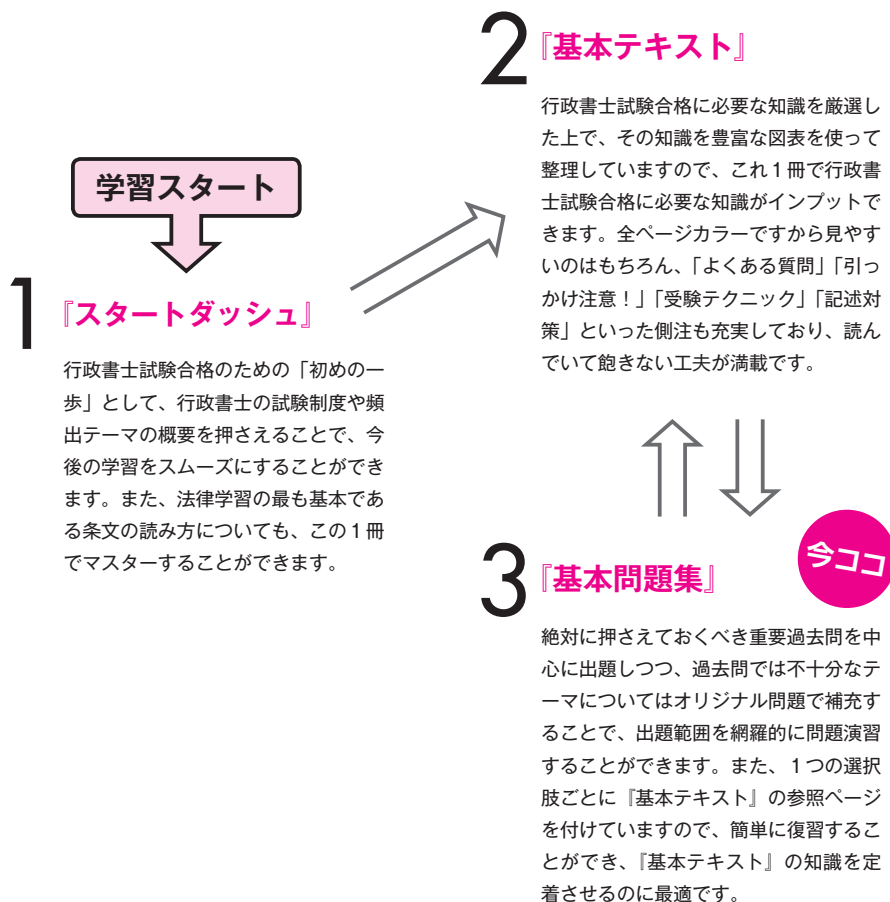 学習スタート
1
『スタートダッシュ』
行政書士試験合格のための「初めの一
歩」として、行政書士の試験制度や頻
出テーマの概要を押さえることで、今
後の学習をスムーズにすることができ
ます。また、法律学習の最も基本であ
る条文の読み方についても、この1冊
でマスターすることができます。
2
『基本テキスト』
行政書士試験合格に必要な知識を厳選し
た上で、その知識を豊富な図表を使って
整理していますので、これ1冊で行政書
士試験合格に必要な知識がインプットで
きます。全ページカラーですから見やす
いのはもちろん、「よくある質問」「引っ
かけ注意！」「受験テクニック」「記述対
策」といった側注も充実しており、読ん
でいて飽きない工夫が満載です。
3
『基本問題集』
今ココ
絶対に押さえておくべき重要過去問を中
心に出題しつつ、過去問では不十分なテ
ーマについてはオリジナル問題で補充す
ることで、出題範囲を網羅的に問題演習
することができます。また、1つの選択
肢ごとに『基本テキスト』の参照ページ
を付けていますので、簡単に復習するこ
とができ、『基本テキスト』の知識を定
着させるのに最適です。